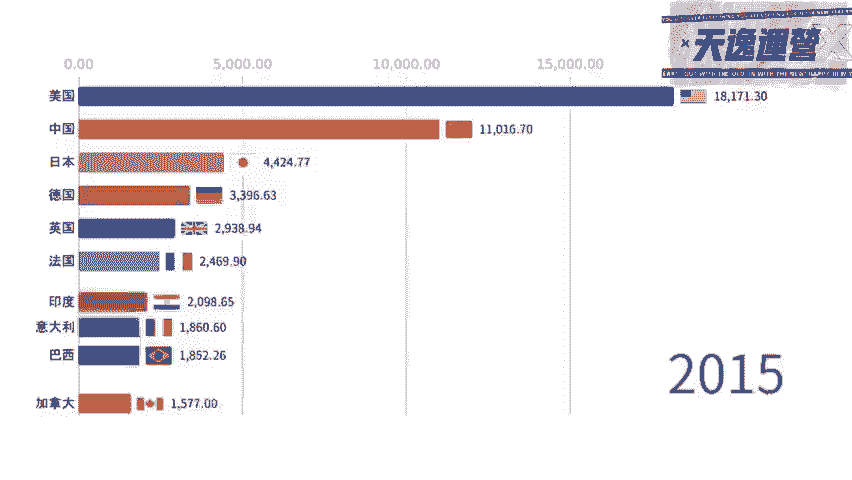 天逸運營
0.00 5,000.00 10,000.00 15,000.00
美国 18,171.30
中国 11,016.70
日本 4,424.77
德国 3,396.63
英国 2,938.94
法国 2,469.90
印度 2,098.65
意大利 1,860.60
巴西 1,852.26
加拿大 1,577.00
2015